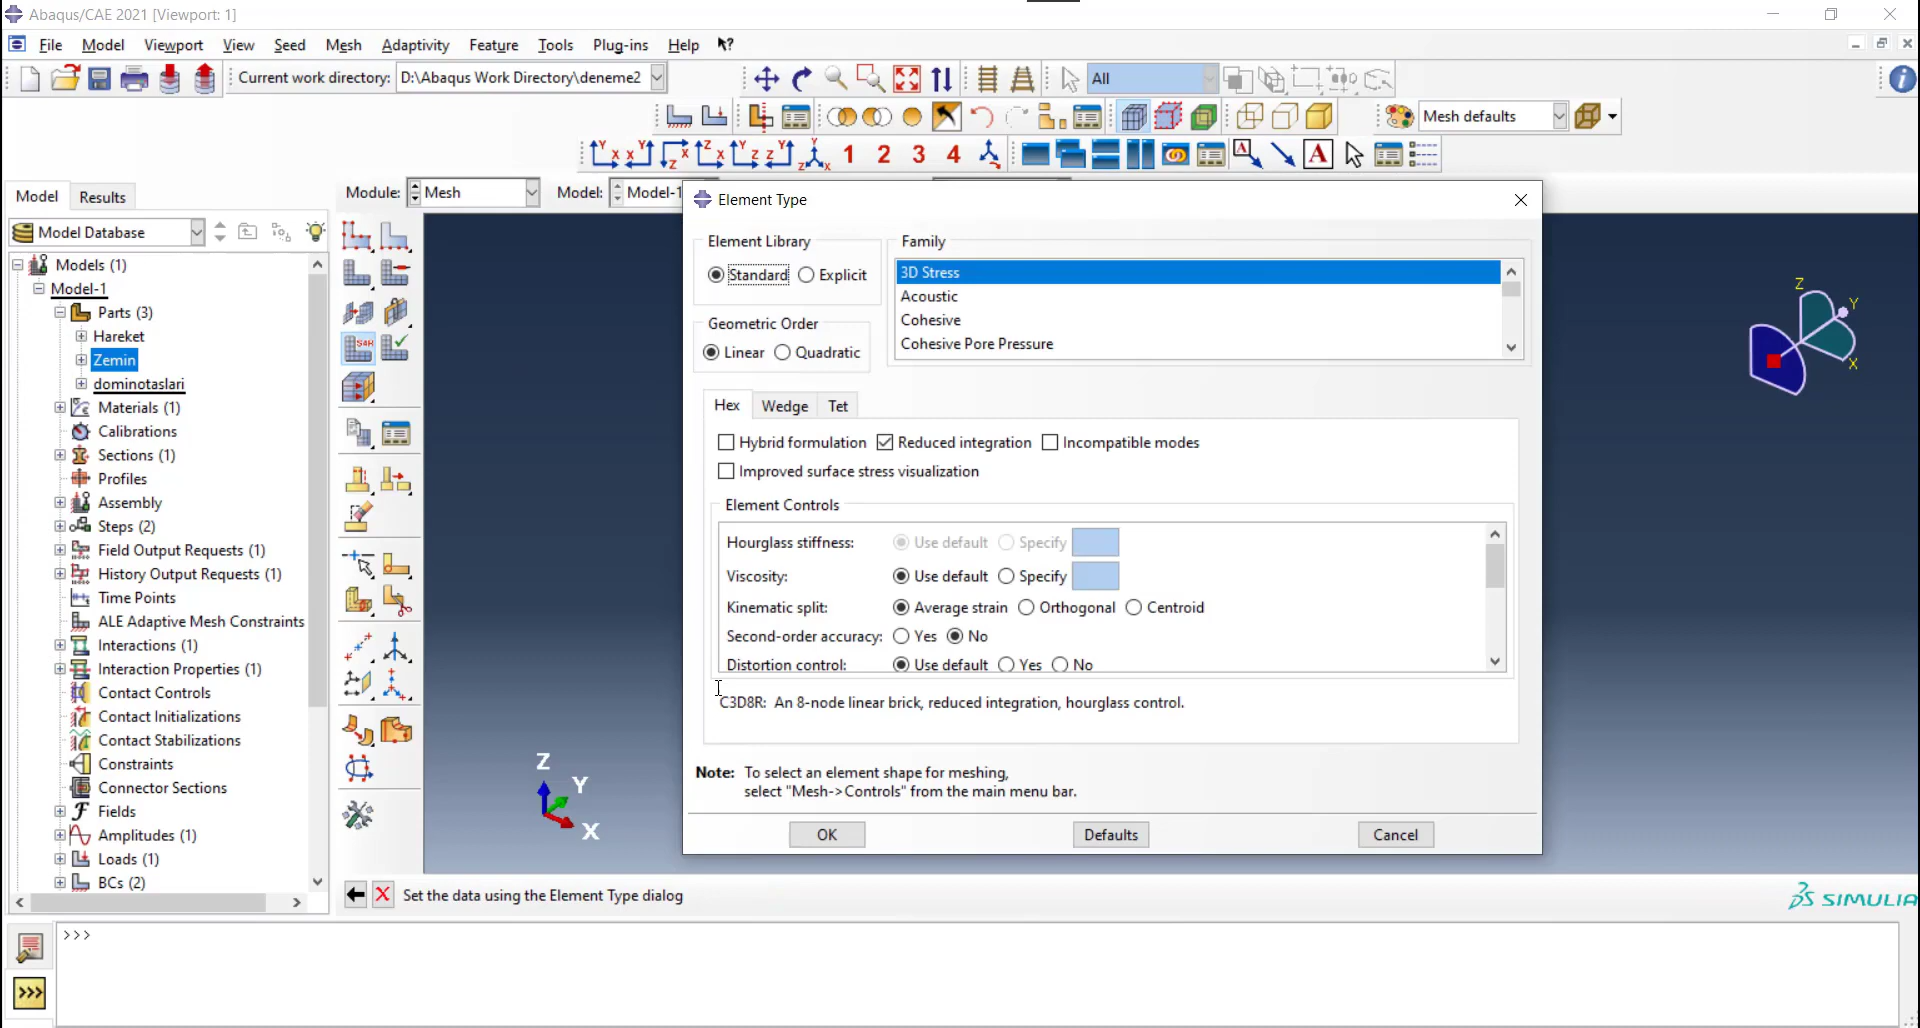 Abaqus/CAE 2021 [Viewport: 1]
File Model Viewport View Seed Mesh Adaptivity Feature Tools Plug-ins Help
Current work directory: D:\Abaqus Work Directory\deneme2 All
Mesh defaults
1 2 3 4 A
Model Results
Module: Mesh Model: Model-1
Model Database
Models (1)
Model-1
Parts (3)
Hareket
Zemin
dominotaslari
Materials (1)
Calibrations
Sections (1)
Profiles
Assembly
Steps (2)
Field Output Requests (1)
History Output Requests (1)
Time Points
ALE Adaptive Mesh Constraints
Interactions (1)
Interaction Properties (1)
Contact Controls
Contact Initializations
Contact Stabilizations
Constraints
Connector Sections
Fields
Amplitudes (1)
Loads (1)
BCs (2)
Element Type
Element Library
Standard Explicit
Family
3D Stress
Acoustic
Cohesive
Cohesive Pore Pressure
Geometric Order
Linear Quadratic
Hex Wedge Tet
Hybrid formulation Reduced integration Incompatible modes
Improved surface stress visualization
Element Controls
Hourglass stiffness: Use default Specify
Viscosity: Use default Specify
Kinematic split: Average strain Orthogonal Centroid
Second-order accuracy: Yes No
Distortion control: Use default Yes No
C3D8R: An 8-node linear brick, reduced integration, hourglass control.
Note: To select an element shape for meshing,
select "Mesh->Controls" from the main menu bar.
OK Defaults Cancel
Z
Y
X
Z
Y
X
Set the data using the Element Type dialog
SIMULIA
>>>
>>>